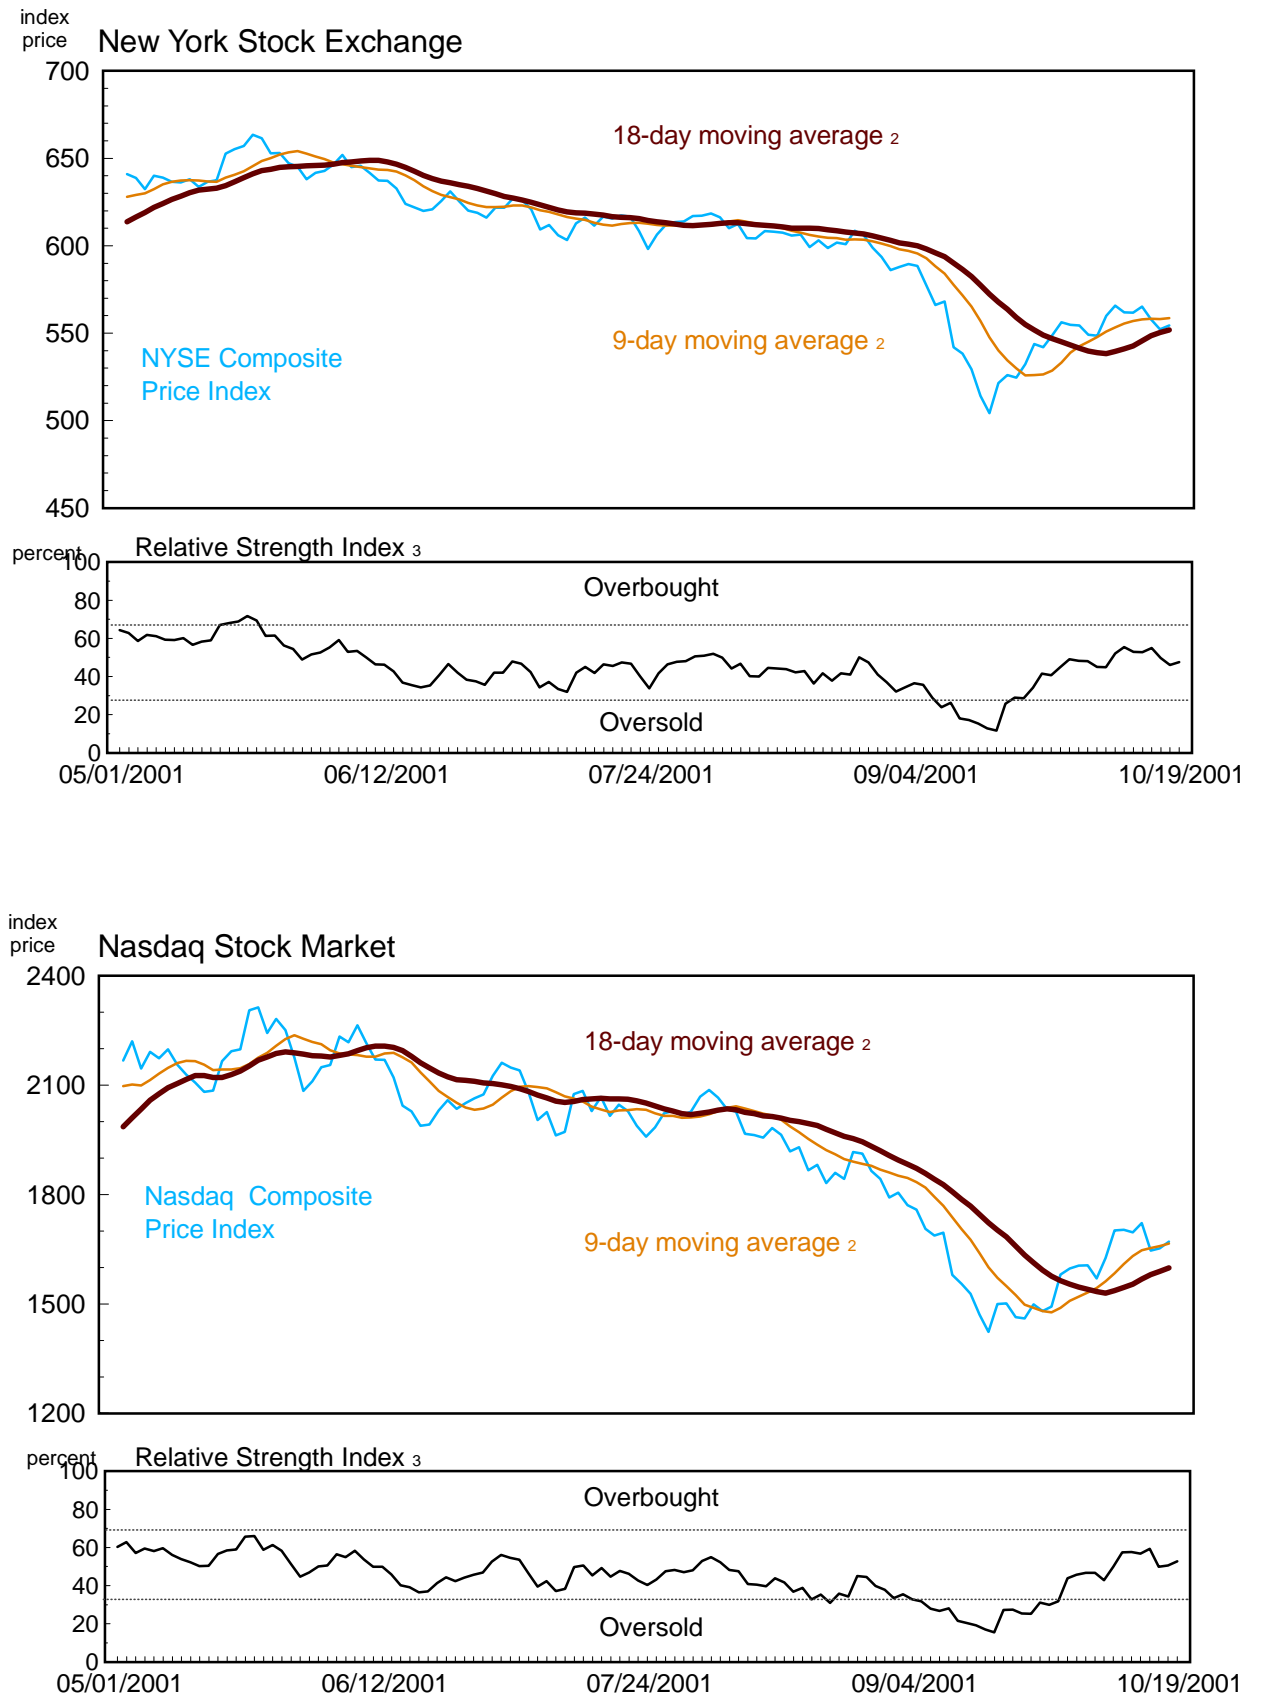 index
price
New York Stock Exchange
700
18-day moving average 2
650
600
550
9-day moving average 2
NYSE Composite
Price Index
500
450
percent
Relative Strength Index 3
100
Overbought
80
60
40
20
Oversold
0
05/01/2001 06/12/2001 07/24/2001 09/04/2001 10/19/2001
index
price
Nasdaq Stock Market
2400
18-day moving average 2
2100
1800
Nasdaq Composite
Price Index
9-day moving average 2
1500
1200
percent
Relative Strength Index 3
100
Overbought
80
60
40
20
Oversold
0
05/01/2001 06/12/2001 07/24/2001 09/04/2001 10/19/2001